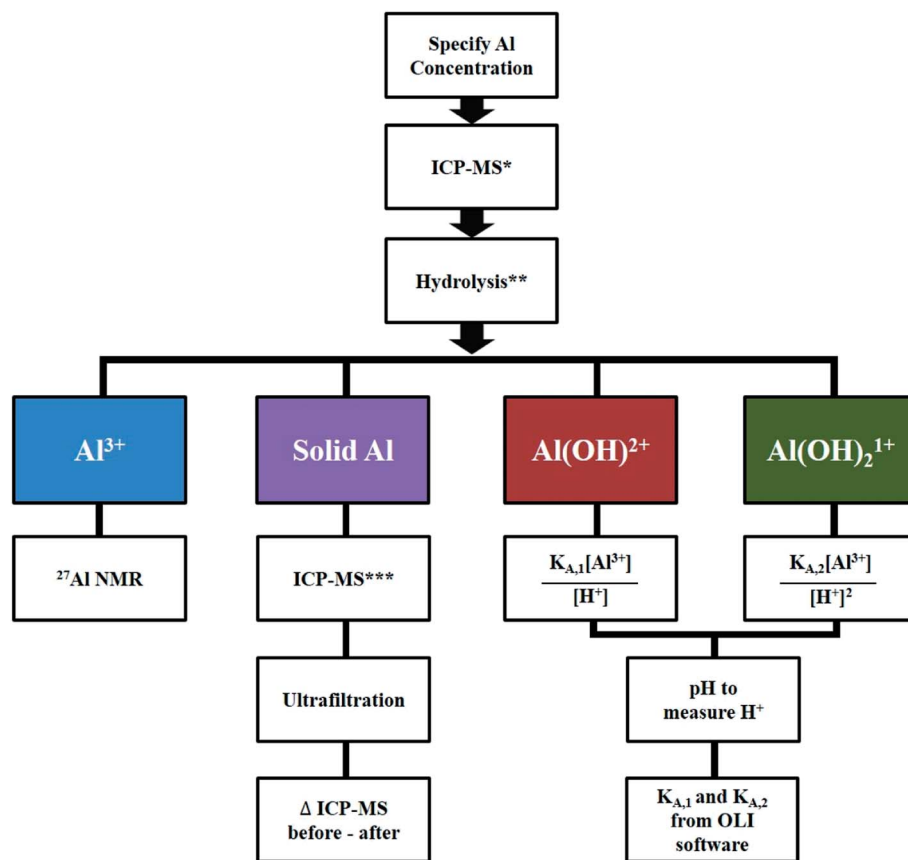 Specify Al
Concentration
ICP-MS*
Hydrolysis**
Al³⁺
Solid Al
Al(OH)²⁺
Al(OH)₂¹⁺
²⁷Al NMR
ICP-MS***
K_A,1[Al³⁺]
[H⁺]
K_A,2[Al³⁺]
[H⁺]²
Ultrafiltration
pH to
measure H⁺
Δ ICP-MS
before - after
K_A,1 and K_A,2
from OLI
software